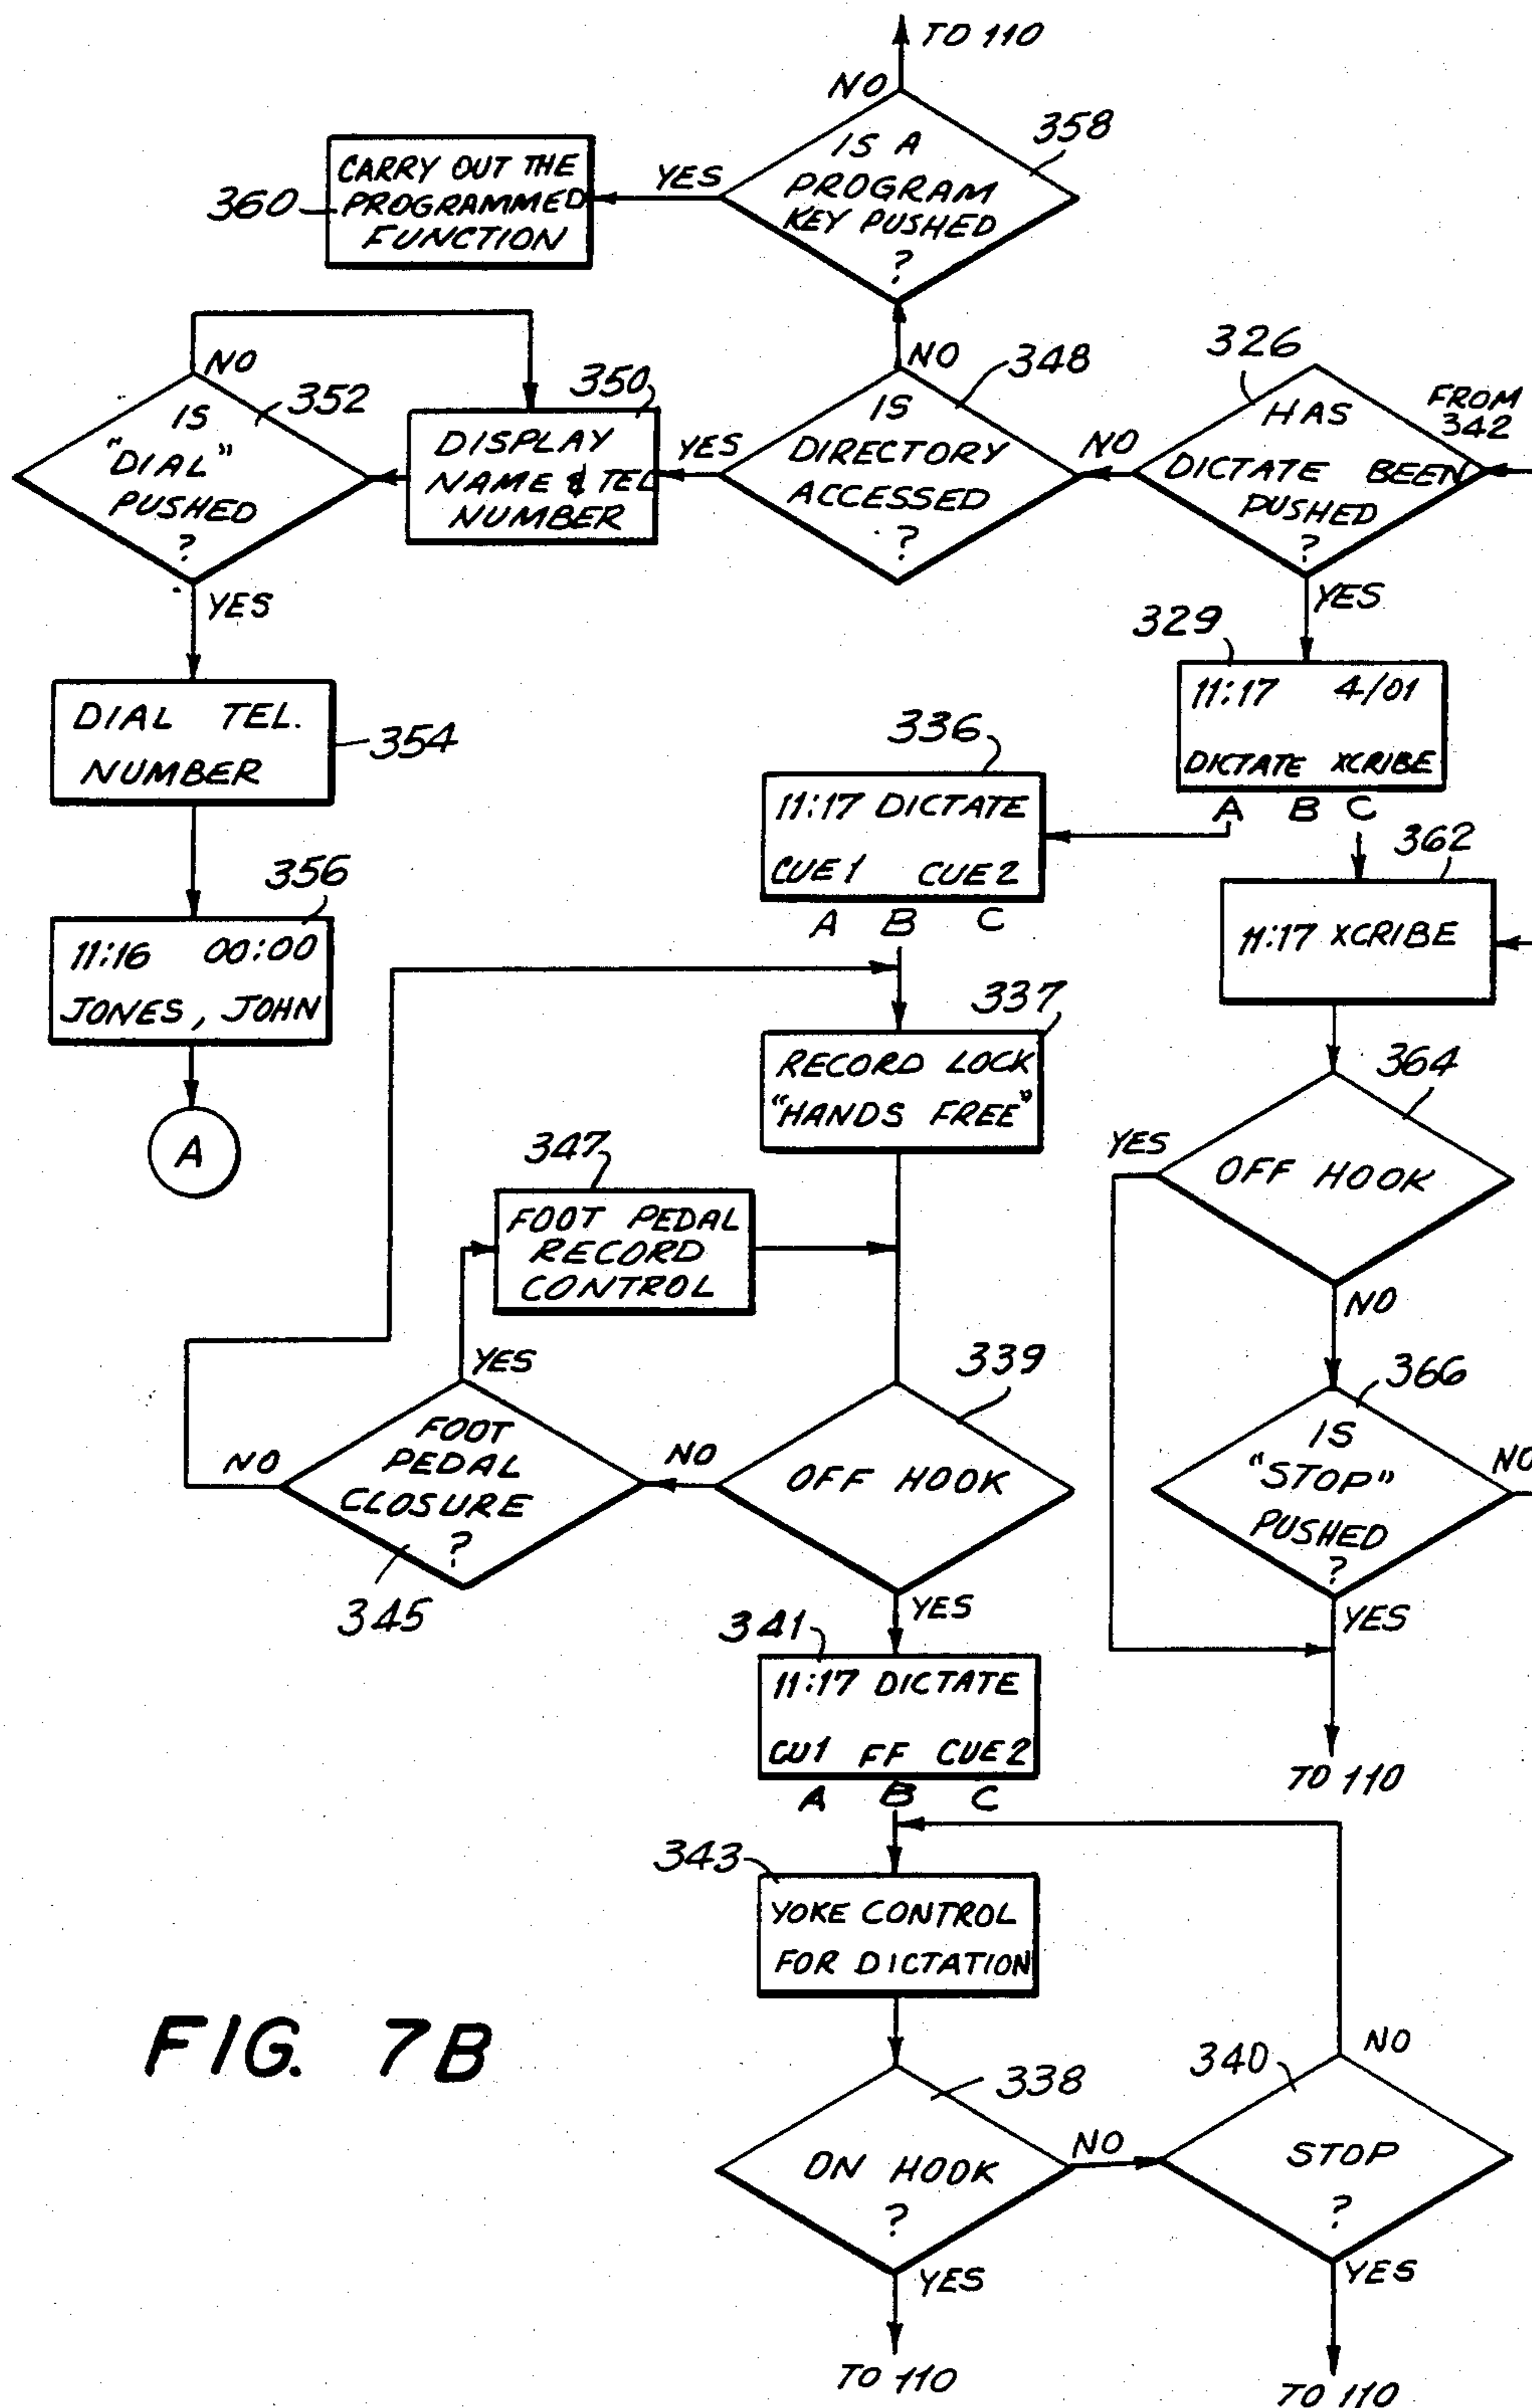 TO 110
NO
358
IS A
PROGRAM
KEY PUSHED
?
YES
CARRY OUT THE
PROGRAMMED
FUNCTION
360
NO
352
IS
"DIAL"
PUSHED
?
350
DISPLAY
NAME & TEL
NUMBER
YES
NO
348
IS
DIRECTORY
ACCESSED
?
NO
326
HAS
DICTATE BEEN
PUSHED
?
FROM
342
YES
YES
DIAL TEL.
NUMBER
354
356
11:16 00:00
JONES, JOHN
A
329
11:17 4/01
DICTATE XCRIBE
A B C
336
11:17 DICTATE
CUE 1 CUE 2
A B C
362
11:17 XCRIBE
337
RECORD LOCK
"HANDS FREE"
364
YES
OFF HOOK
NO
347
FOOT PEDAL
RECORD
CONTROL
YES
339
366
NO
FOOT
PEDAL
CLOSURE
?
345
NO
OFF HOOK
IS
"STOP"
PUSHED
?
NO
YES
YES
341
11:17 DICTATE
CU1 FF CUE 2
A B C
TO 110
343
YOKE CONTROL
FOR DICTATION
338
ON HOOK
?
NO
340
NO
STOP
?
YES
YES
TO 110
TO 110
FIG. 7B